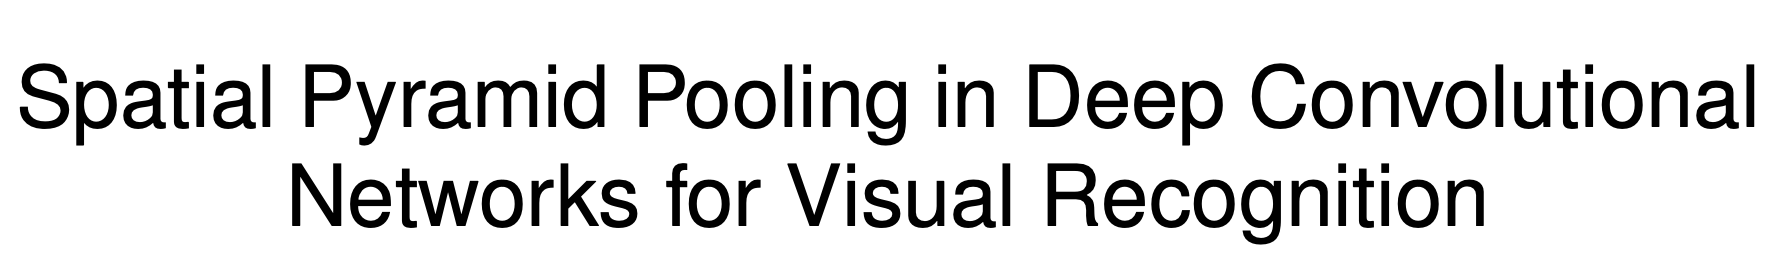 Spatial Pyramid Pooling in Deep Convolutional
Networks for Visual Recognition